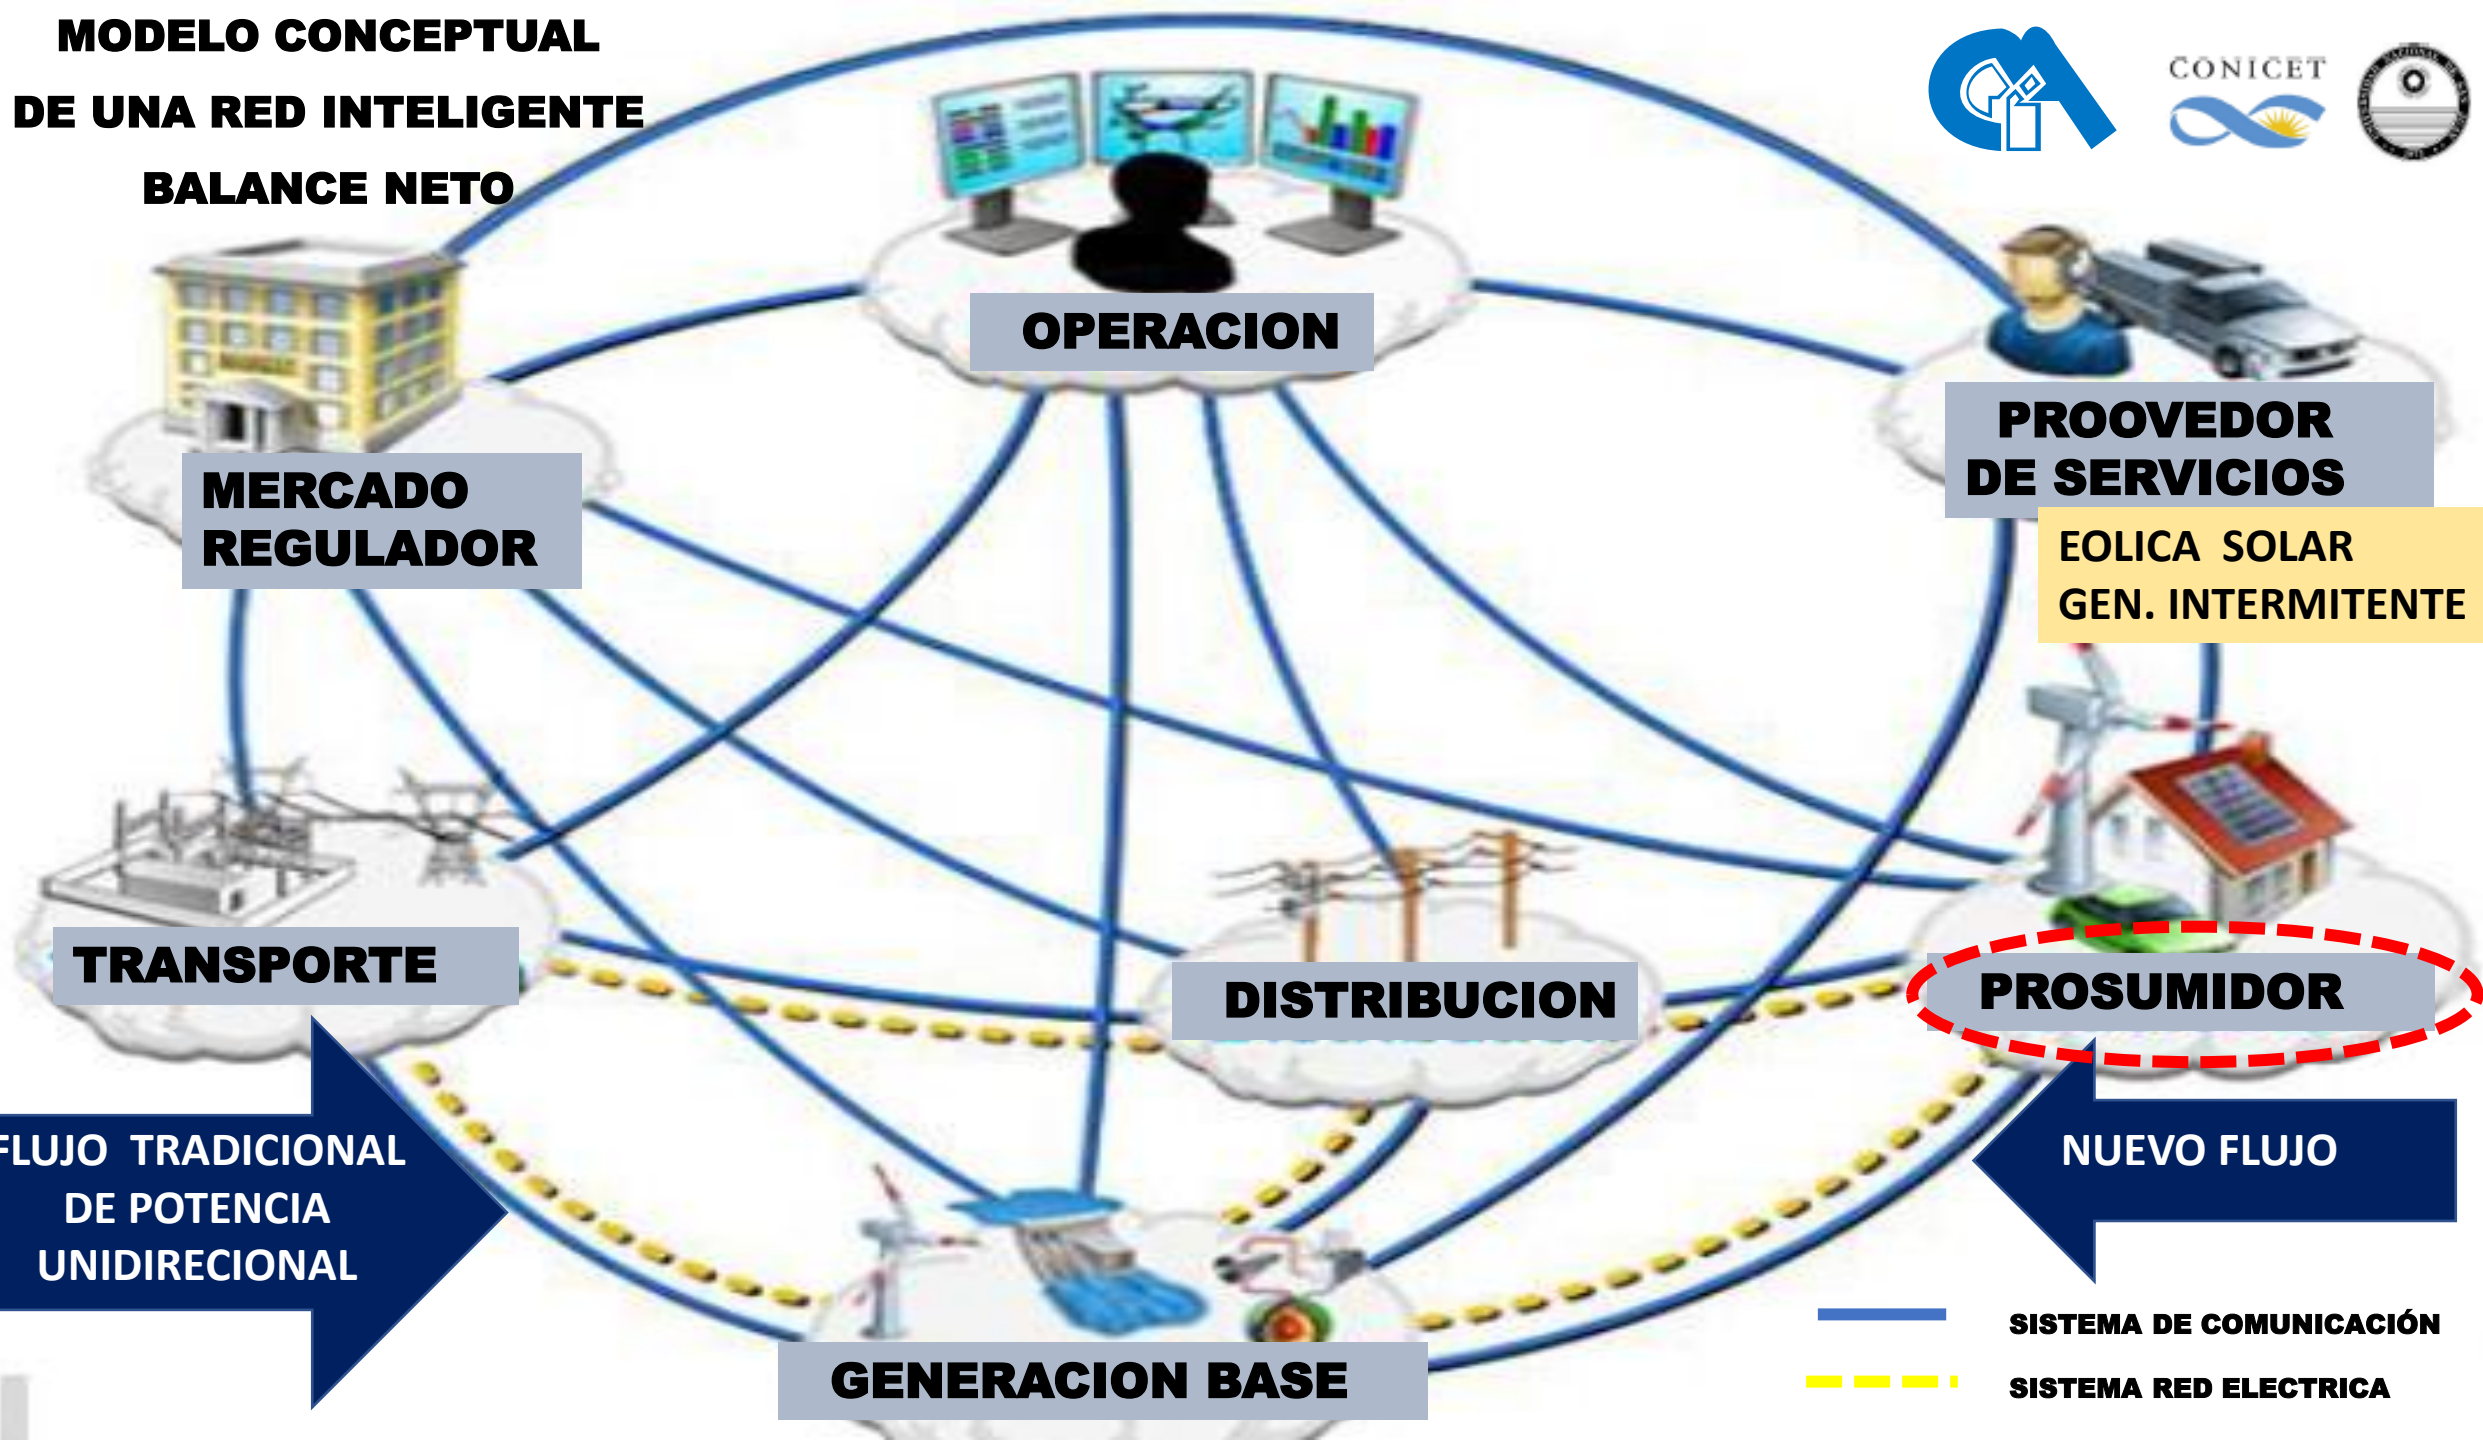 MODELO CONCEPTUAL
DE UNA RED INTELIGENTE
BALANCE NETO
CONICET
OPERACION
PROOVEDOR
DE SERVICIOS
EOLICA SOLAR
GEN. INTERMITENTE
MERCADO
REGULADOR
TRANSPORTE
DISTRIBUCION
PROSUMIDOR
FLUJO TRADICIONAL
DE POTENCIA
UNIDIRECIONAL
NUEVO FLUJO
GENERACION BASE
SISTEMA DE COMUNICACIÓN
SISTEMA RED ELECTRICA